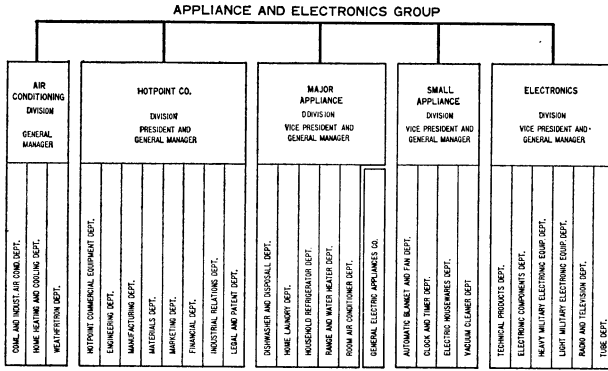 APPLIANCE AND ELECTRONICS GROUP
AIR
CONDITIONING
DIVISION
GENERAL
MANAGER
COML. AND INDUST. AIR COND. DEPT.
HOME HEATING AND COOLING DEPT.
WEATHERTRON DEPT.
HOTPOINT CO.
DIVISION
PRESIDENT AND
GENERAL MANAGER
HOTPOINT COMMERCIAL EQUIPMENT DEPT.
ENGINEERING DEPT.
MANUFACTURING DEPT.
MATERIALS DEPT.
MARKETING DEPT.
FINANCIAL DEPT.
INDUSTRIAL RELATIONS DEPT.
LEGAL AND PATENT DEPT.
MAJOR
APPLIANCE
DDIVISION
VICE PRESIDENT AND
GENERAL MANAGER
DISHWASHER AND DISPOSALL DEPT.
HOME LAUNDRY DEPT.
HOUSEHOLD REFRIGERATOR DEPT.
RANGE AND WATER HEATER DEPT.
ROOM AIR CONDITIONER DEPT.
GENERAL ELECTRIC APPLIANCES CO.
SMALL
APPLIANCE
DIVISION
VICE PRESIDENT AND
GENERAL MANAGER
AUTOMATIC BLANKET AND FAN DEPT.
CLOCK AND TIMER DEPT.
ELECTRIC HOUSEWARES DEPT.
VACUUM CLEANER DEPT
ELECTRONICS
DIVISION
VICE PRESIDENT AND
GENERAL MANAGER
TECHNICAL PRODUCTS DEPT.
ELECTRONIC COMPONENTS DEPT.
HEAVY MILITARY ELECTRONIC EQUIP. DEPT.
LIGHT MILITARY ELECTRONIC EQUIP. DEPT.
RADIO AND TELEVISION DEPT.
TUBE DEPT.